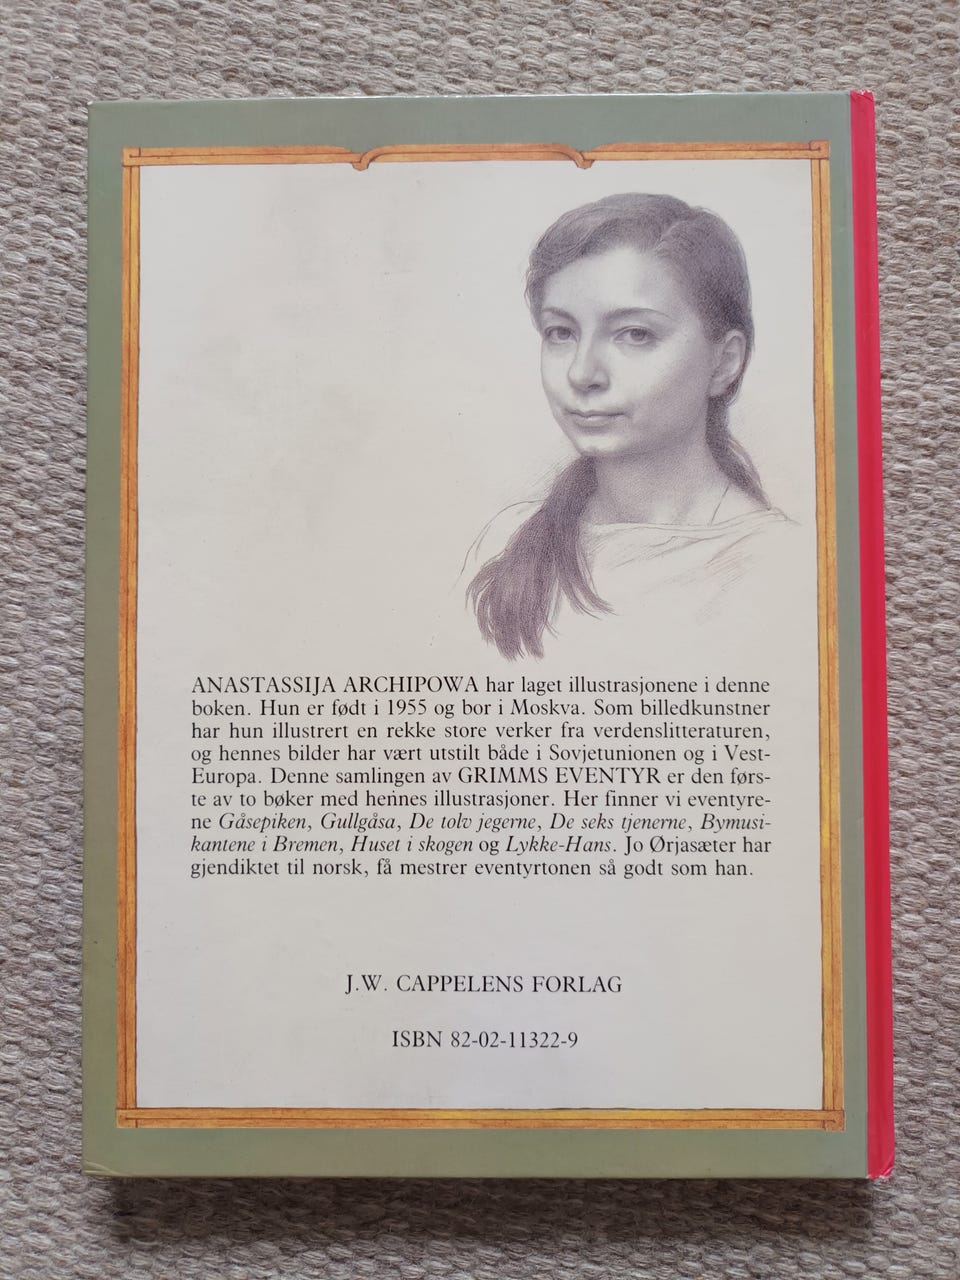 ANASTASSIJA ARCHIPOWA har laget illustrasjonene i denne
boken. Hun er født i 1955 og bor i Moskva. Som billedkunstner
har hun illustrert en rekke store verker fra verdenslitteraturen,
og hennes bilder har vært utstilt både i Sovjetunionen og i Vest-
Europa. Denne samlingen av GRIMMS EVENTYR er den førs-
te av to bøker med hennes illustrasjoner. Her finner vi eventyre-
ne Gåsepiken, Gullgåsa, De tolv jegerne, De seks tjenerne, Bymusi-
kantene i Bremen, Huset i skogen og Lykke-Hans. Jo Ørjasæter har
gjendiktet til norsk, få mestrer eventyrtonen så godt som han.
J.W. CAPPELENS FORLAG
ISBN 82-02-11322-9